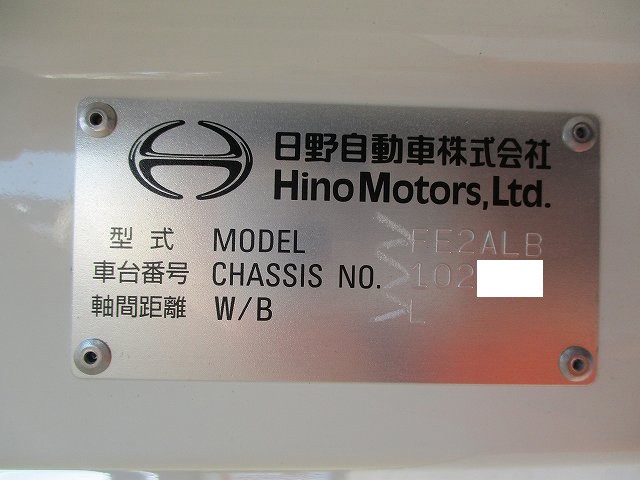 日野自動車株式会社
Hino Motors, Ltd.
型式 MODEL FE2ALB
車台番号 CHASSIS NO. 102
軸間距離 W/B L